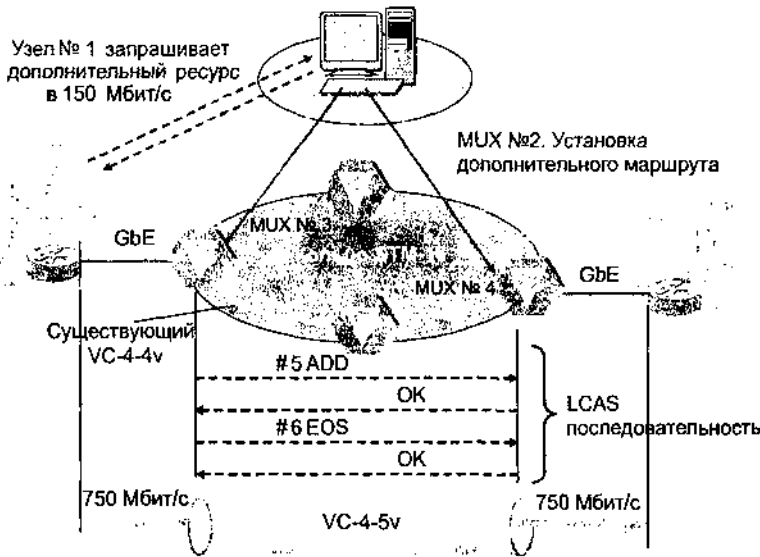 Узел № 1 запрашивает
дополнительный ресурс
в 150 Мбит/с
MUX №2. Установка
дополнительного маршрута
MUX № 3
GbE
MUX № 4
GbE
Существующий
VC-4-4v
#5 ADD
OK
#6 EOS
OK
LCAS
последовательность
750 Мбит/с
VC-4-5v
750 Мбит/с